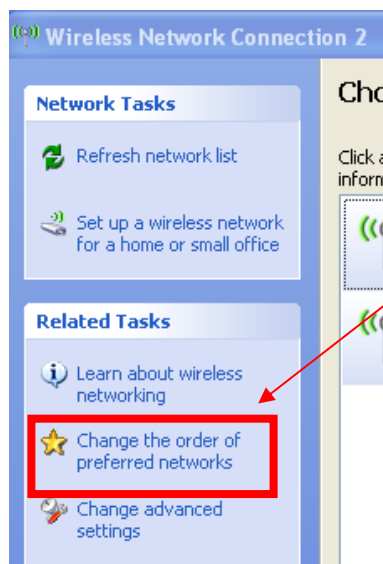 Wireless Network Connection 2
Network Tasks
Refresh network list
Set up a wireless network
for a home or small office
Related Tasks
Learn about wireless
networking
Change the order of
preferred networks
Change advanced
settings
Cho
Click a
inform